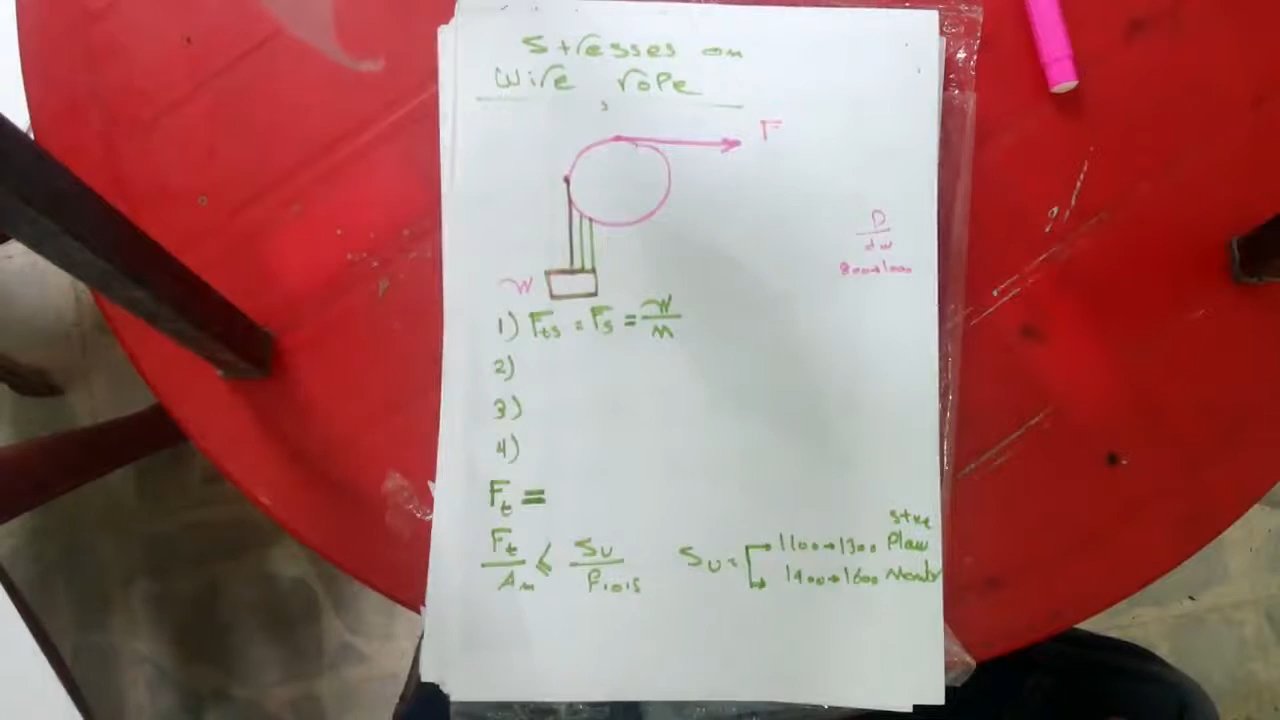 Stresses on
Wire rope
F
D
dw
800→1000
W
1) Fts = Fs = W/n
2)
3)
4)
Ft =
Ft/Am ≤ Su/
Su = 1100→1300 Plow
1400→1600